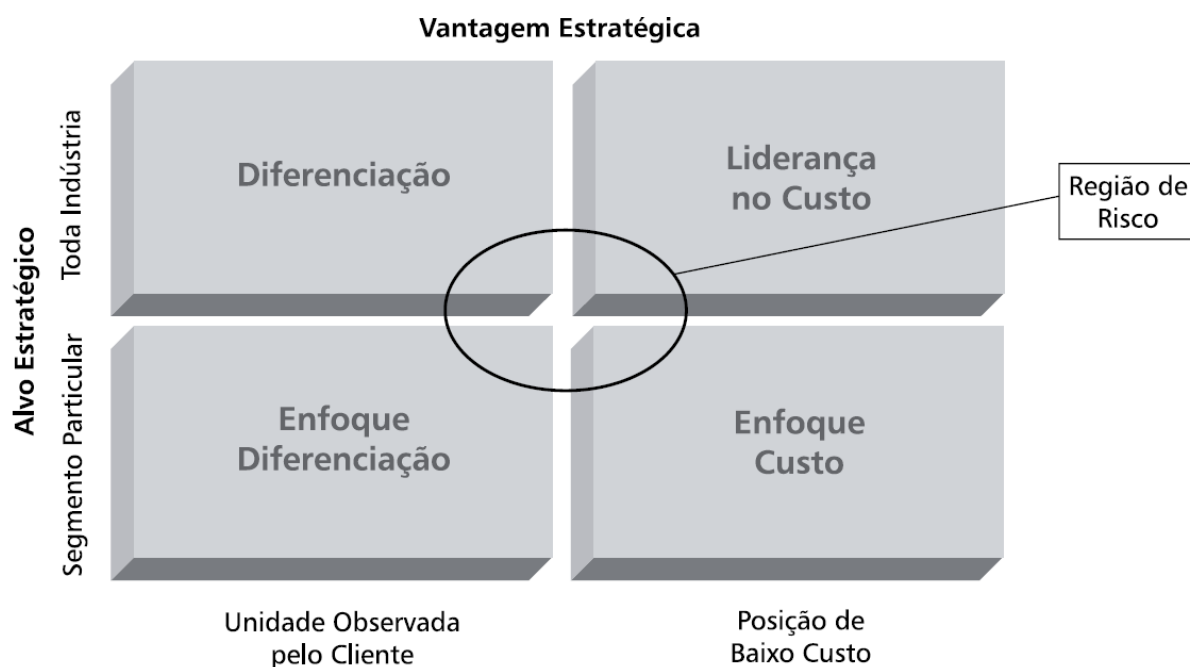 Vantagem Estratégica
Alvo Estratégico
Toda Indústria
Segmento Particular
Diferenciação
Liderança
no Custo
Região de
Risco
Enfoque
Diferenciação
Enfoque
Custo
Unidade Observada
pelo Cliente
Posição de
Baixo Custo